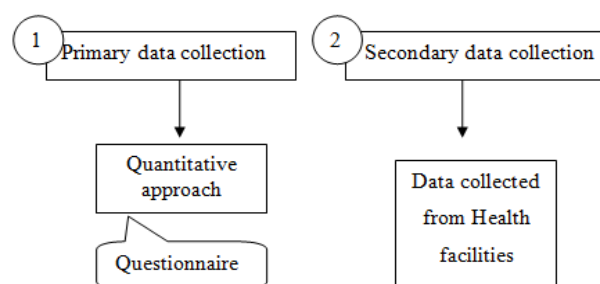 1
Primary data collection
Quantitative
approach
Questionnaire
2
Secondary data collection
Data collected
from Health
facilities